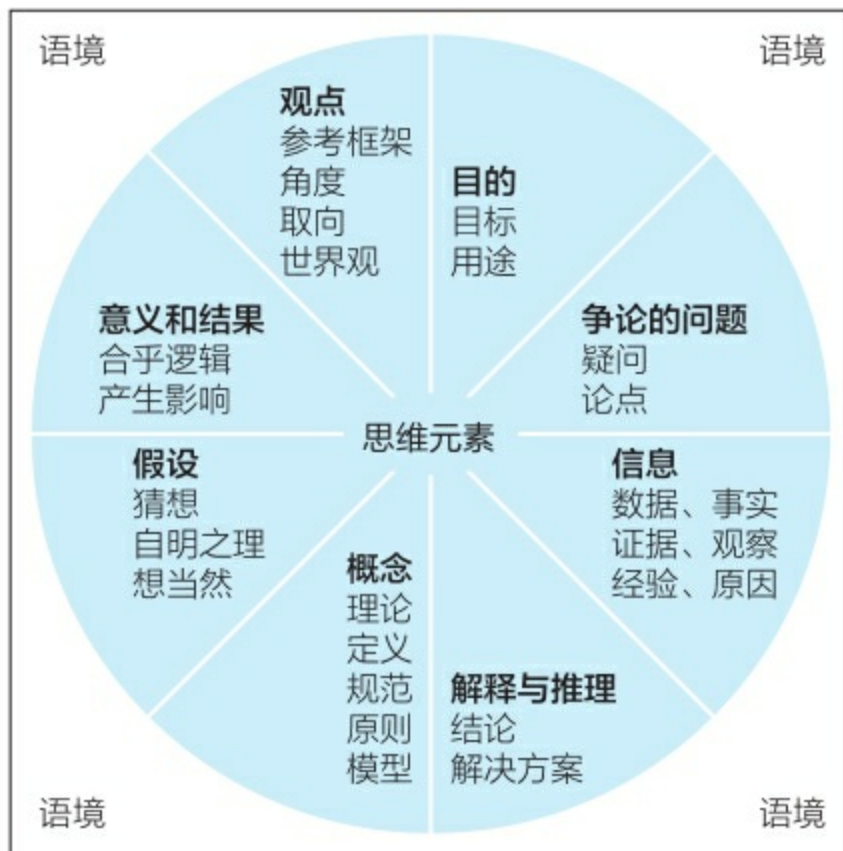 语境
语境
观点
参考框架
角度
取向
世界观
目的
目标
用途
意义和结果
合乎逻辑
产生影响
争论的问题
疑问
论点
思维元素
假设
猜想
自明之理
想当然
信息
数据、事实
证据、观察
经验、原因
概念
理论
定义
规范
原则
模型
解释与推理
结论
解决方案
语境
语境